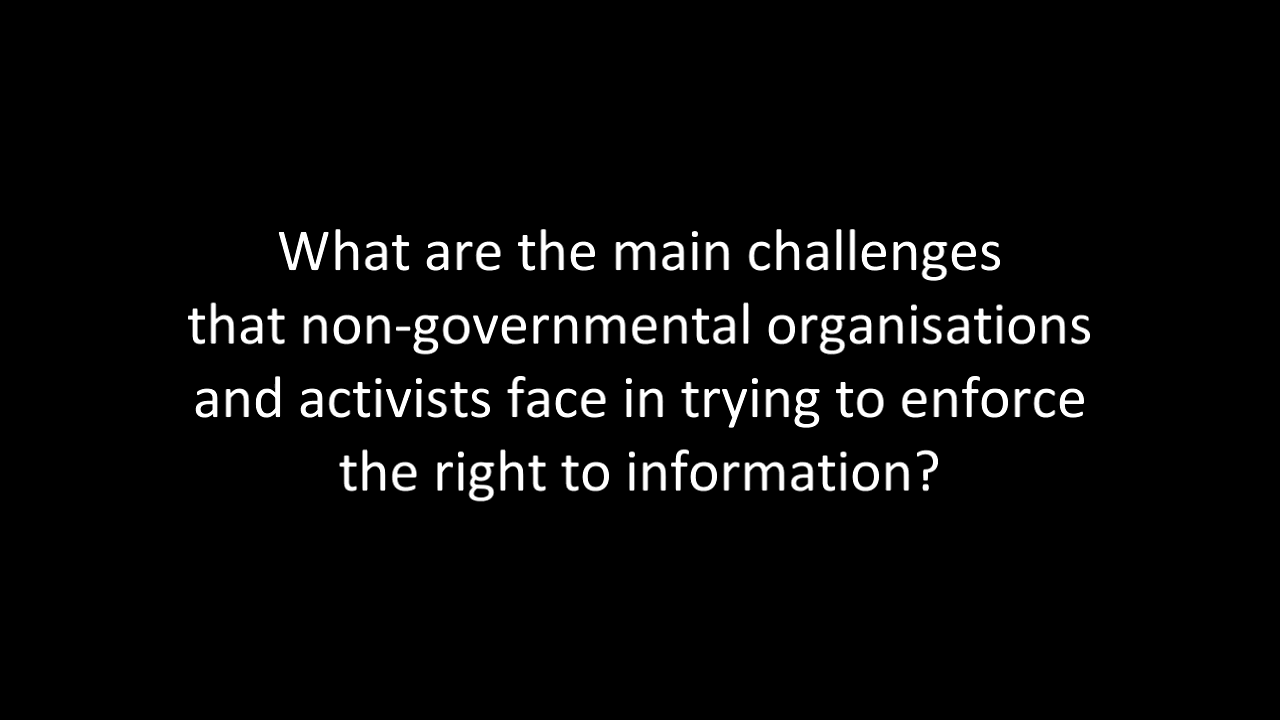 What are the main challenges
that non-governmental organisations
and activists face in trying to enforce
the right to information?